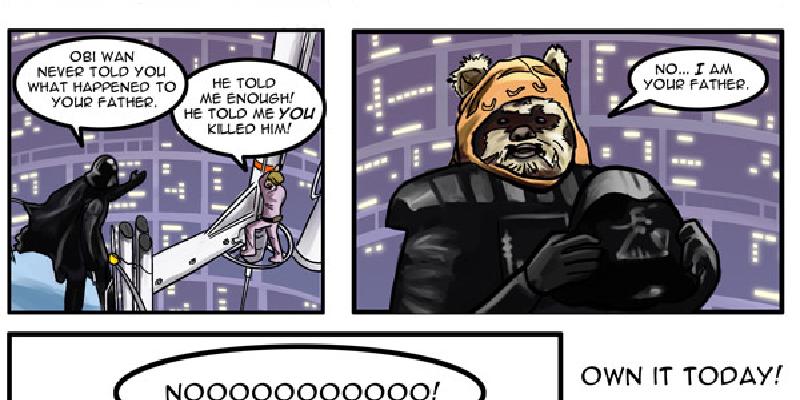 OBI WAN
NEVER TOLD YOU
WHAT HAPPENED TO
YOUR FATHER.
HE TOLD
ME ENOUGH!
HE TOLD ME YOU
KILLED HIM!
NO... I AM
YOUR FATHER.
NOOOOOOOOOOO!
OWN IT TODAY!